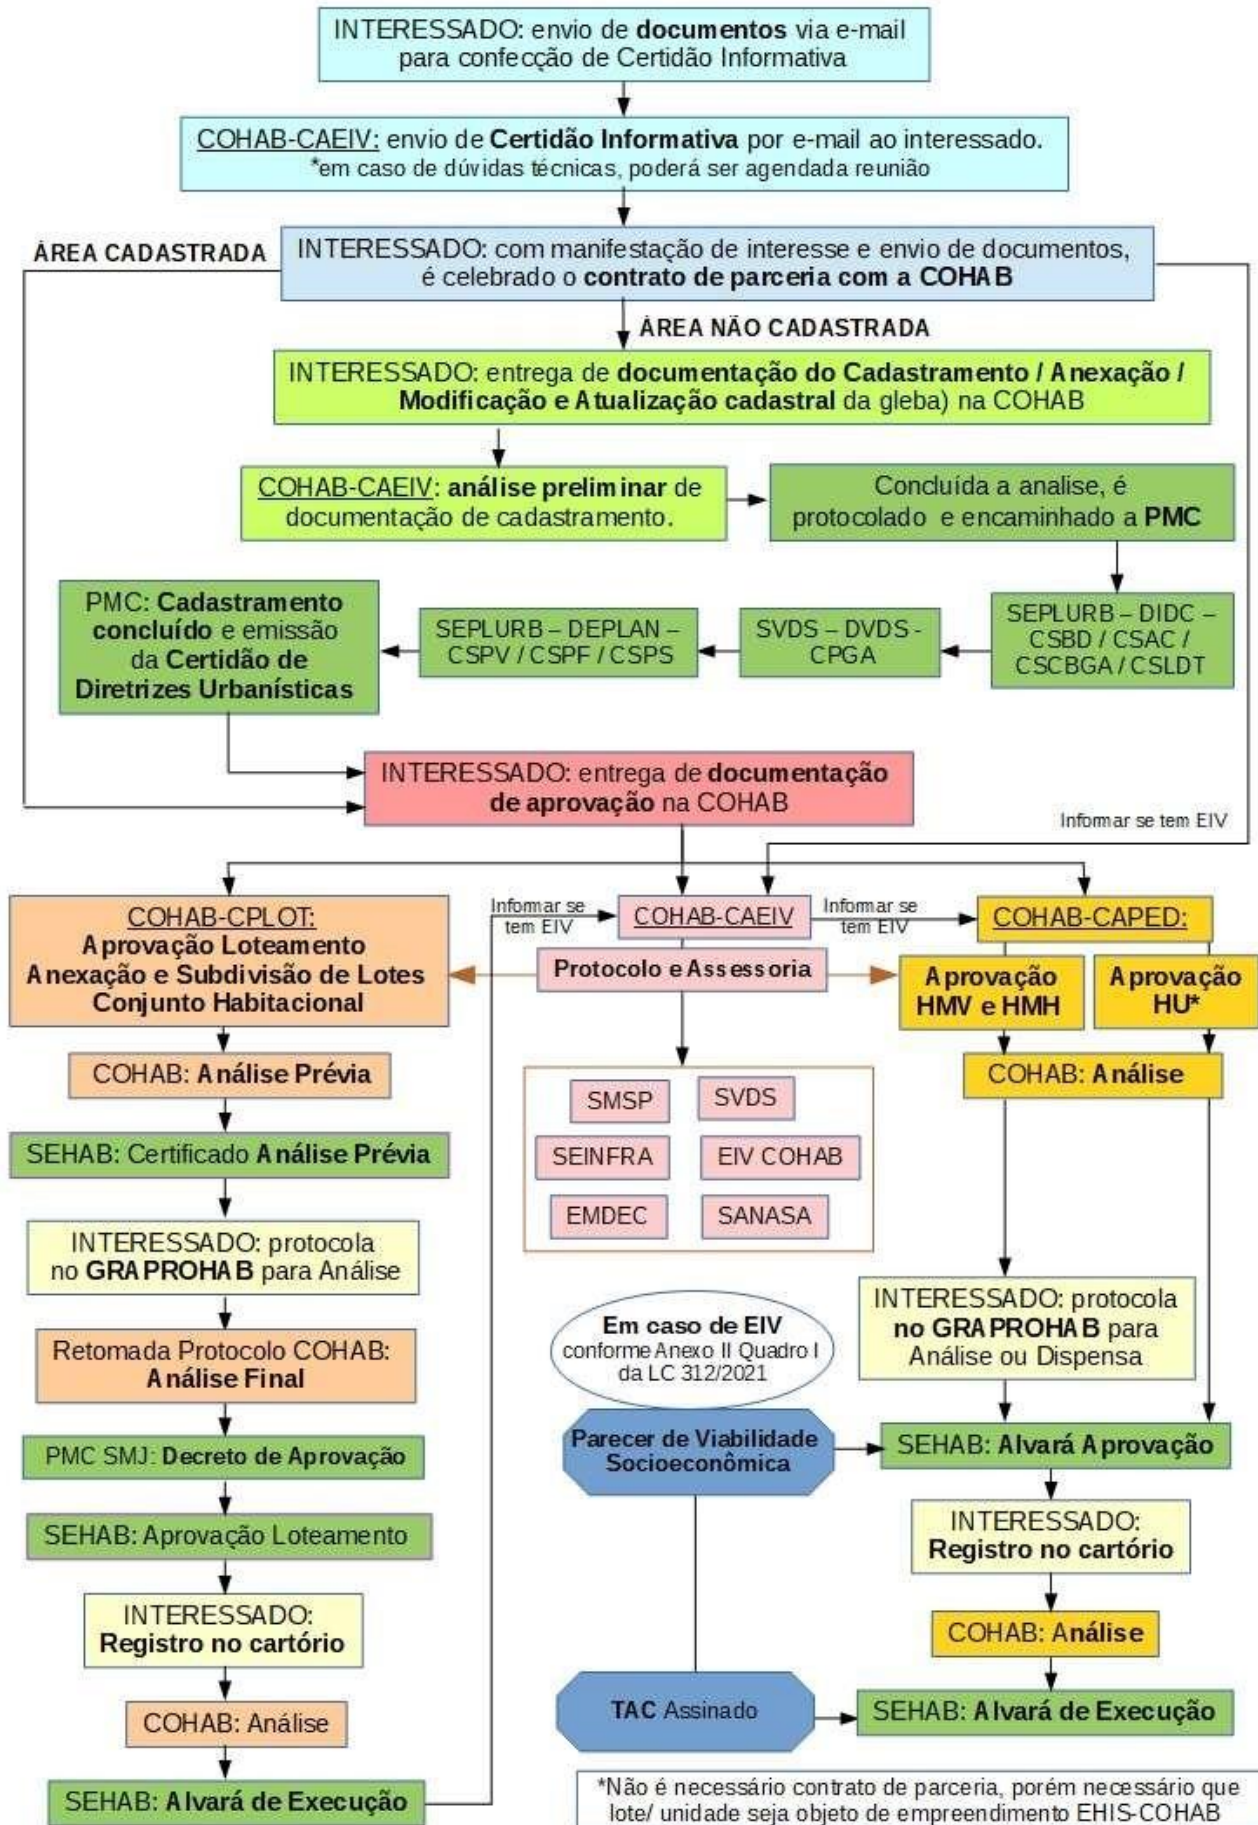 INTERESSADO: envio de documentos via e-mail
para confecção de Certidão Informativa
COHAB-CAEIV: envio de Certidão Informativa por e-mail ao interessado.
*em caso de dúvidas técnicas, poderá ser agendada reunião
ÁREA CADASTRADA
INTERESSADO: com manifestação de interesse e envio de documentos,
é celebrado o contrato de parceria com a COHAB
ÁREA NÃO CADASTRADA
INTERESSADO: entrega de documentação do Cadastramento / Anexação /
Modificação e Atualização cadastral da gleba) na COHAB
COHAB-CAEIV: análise preliminar de
documentação de cadastramento.
Concluída a analise, é
protocolado e encaminhado a PMC
PMC: Cadastramento
concluído e emissão
da Certidão de
Diretrizes Urbanísticas
SEPLURB – DEPLAN –
CSPV / CSPF / CSPS
SVDS – DVDS -
CPGA
SEPLURB – DIDC –
CSBD / CSAC /
CSCBGA / CSLDT
INTERESSADO: entrega de documentação
de aprovação na COHAB
Informar se tem EIV
COHAB-CPLOT:
Aprovação Loteamento
Anexação e Subdivisão de Lotes
Conjunto Habitacional
Informar se
tem EIV
COHAB-CAEIV
Protocolo e Assessoria
Informar se
tem EIV
COHAB-CAPED:
Aprovação
HMV e HMH
Aprovação
HU*
COHAB: Análise Prévia
COHAB: Análise
SMSP
SVDS
SEINFRA
EIV COHAB
EMDEC
SANASA
SEHAB: Certificado Análise Prévia
INTERESSADO: protocola
no GRAPROHAB para Análise
INTERESSADO: protocola
no GRAPROHAB para
Análise ou Dispensa
Em caso de EIV
conforme Anexo II Quadro I
da LC 312/2021
Retomada Protocolo COHAB:
Análise Final
Parecer de Viabilidade
Socioeconômica
SEHAB: Alvará Aprovação
PMC SMJ: Decreto de Aprovação
SEHAB: Aprovação Loteamento
INTERESSADO:
Registro no cartório
INTERESSADO:
Registro no cartório
COHAB: Análise
COHAB: Análise
TAC Assinado
SEHAB: Alvará de Execução
SEHAB: Alvará de Execução
*Não é necessário contrato de parceria, porém necessário que
lote/ unidade seja objeto de empreendimento EHIS-COHAB